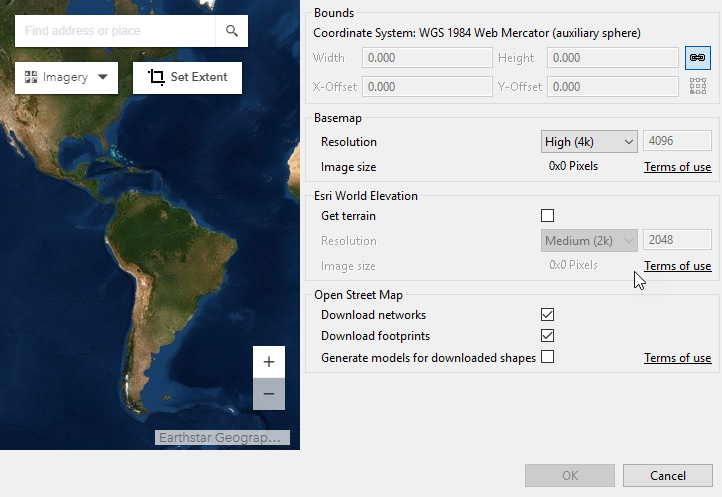 Find address or place
Imagery
Set Extent
+
−
Earthstar Geograp…
Bounds
Coordinate System: WGS 1984 Web Mercator (auxiliary sphere)
Width 0.000 Height 0.000
X-Offset 0.000 Y-Offset 0.000
Basemap
Resolution High (4k) 4096
Image size 0x0 Pixels Terms of use
Esri World Elevation
Get terrain
Resolution Medium (2k) 2048
Image size 0x0 Pixels Terms of use
Open Street Map
Download networks
Download footprints
Generate models for downloaded shapes Terms of use
OK Cancel